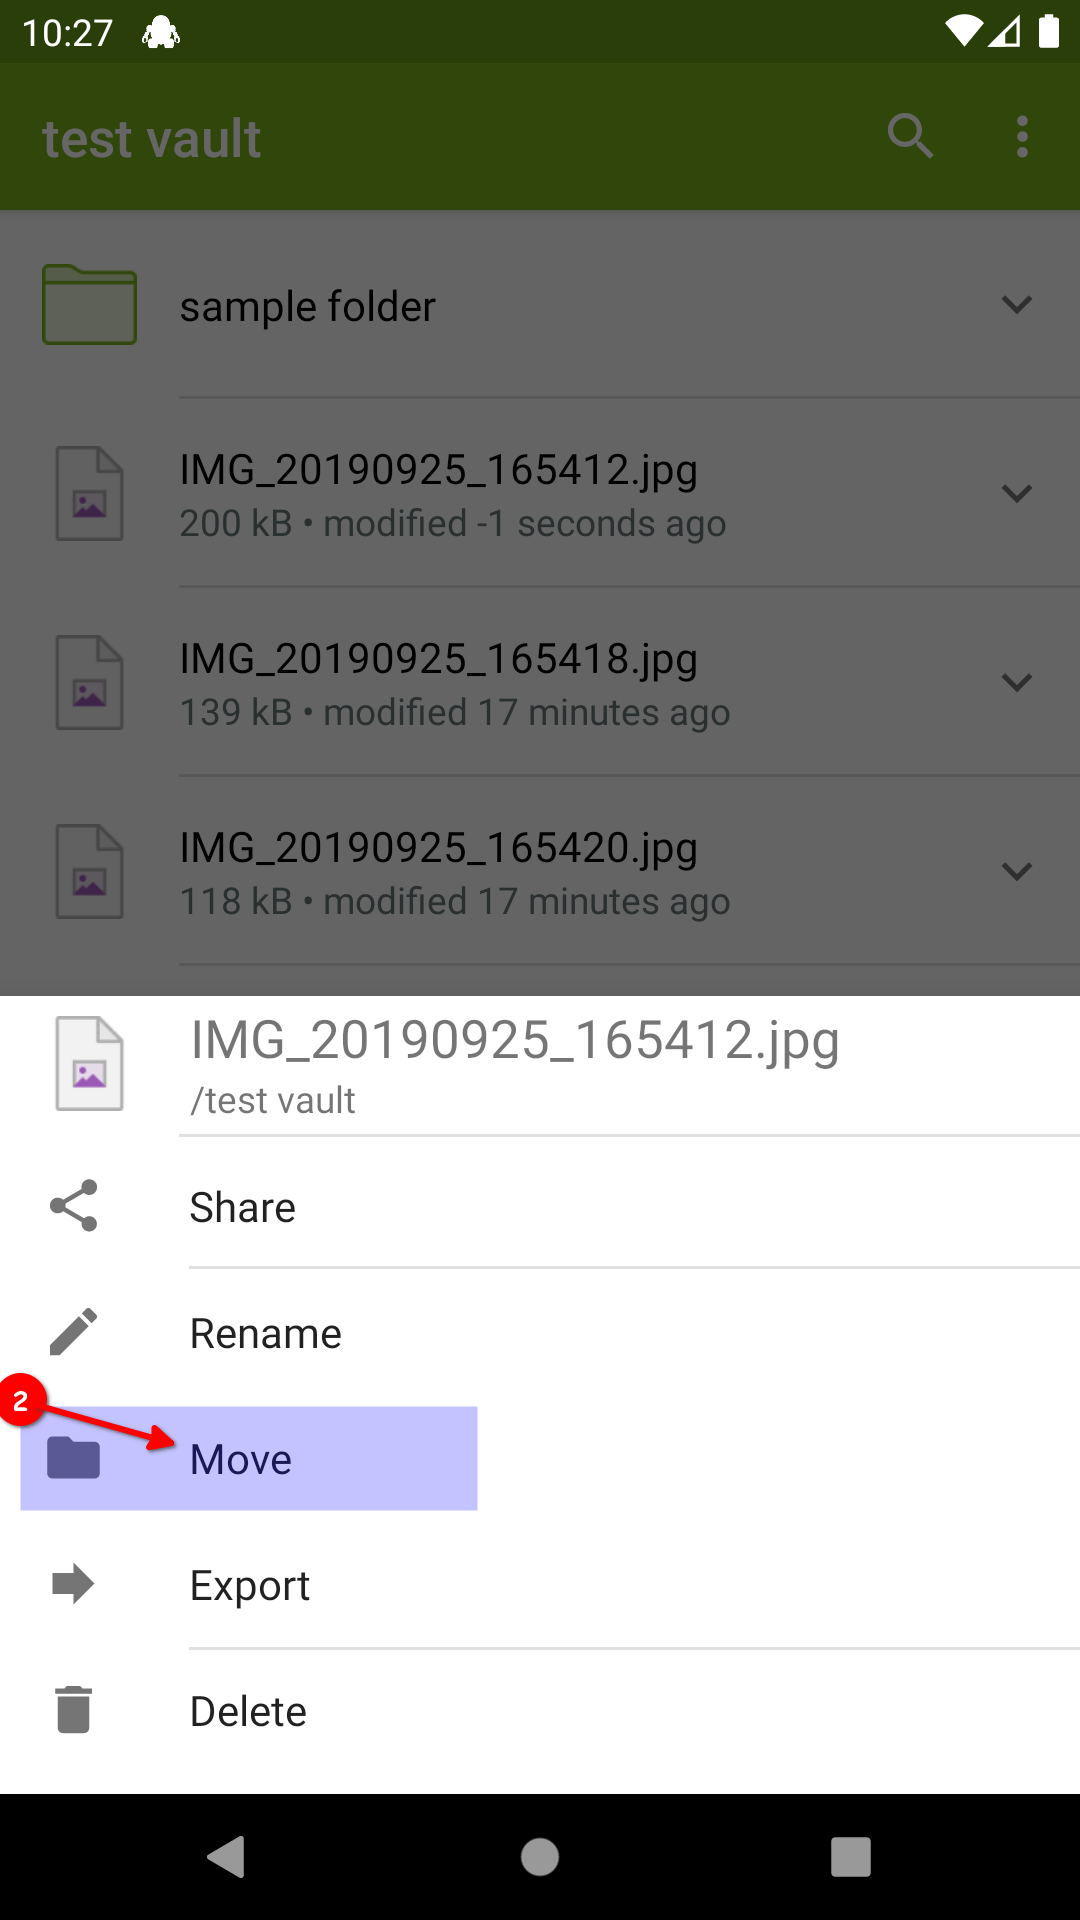 10:27
test vault
sample folder
IMG_20190925_165412.jpg
200 kB • modified -1 seconds ago
IMG_20190925_165418.jpg
139 kB • modified 17 minutes ago
IMG_20190925_165420.jpg
118 kB • modified 17 minutes ago
IMG_20190925_165412.jpg
/test vault
Share
Rename
2
Move
Export
Delete